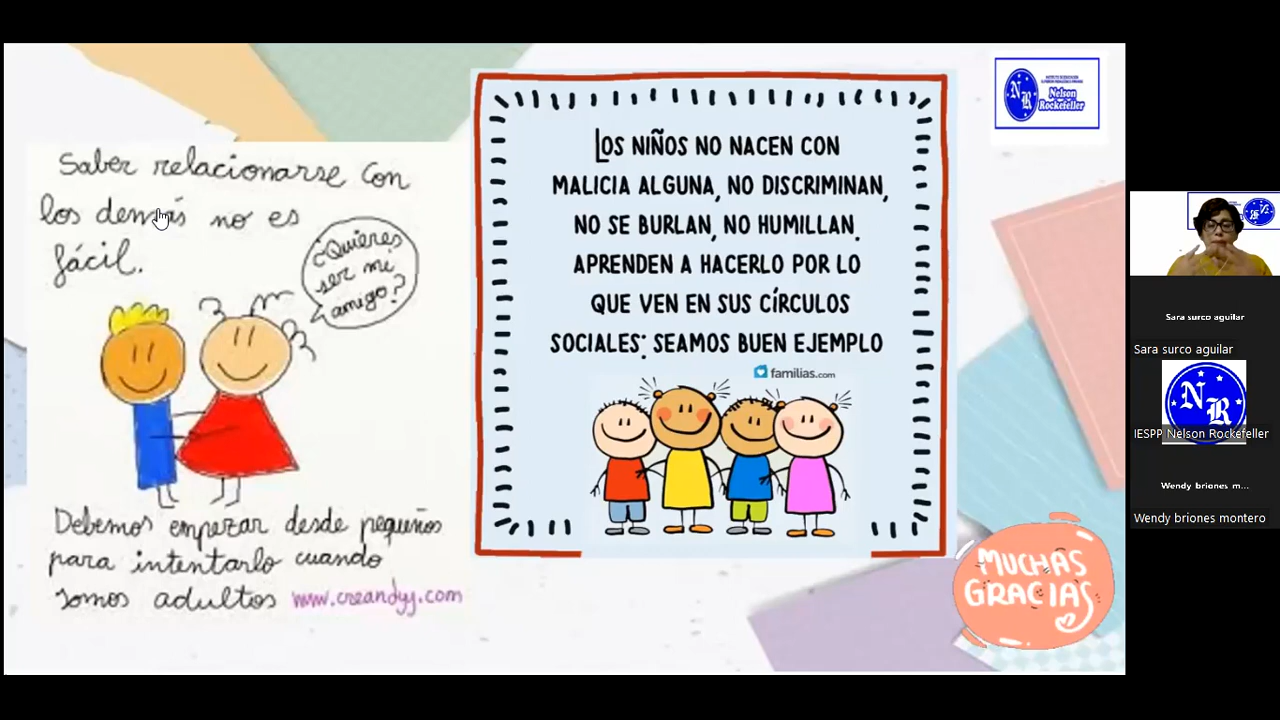 Saber relacionarse con
los demás no es
fácil.
¿Quieres
ser mi
amigo?
Debemos empezar desde pequeños
para intentarlo cuando
somos adultos www.creandyj.com
LOS NIÑOS NO NACEN CON
MALICIA ALGUNA, NO DISCRIMINAN,
NO SE BURLAN, NO HUMILLAN.
APRENDEN A HACERLO POR LO
QUE VEN EN SUS CÍRCULOS
SOCIALES: SEAMOS BUEN EJEMPLO
familias.com
NR
Nelson
Rockefeller
MUCHAS
GRACIAS
Sara surco aguilar
Sara surco aguilar
NR
IESPP Nelson Rockefeller
Wendy briones m...
Wendy briones montero